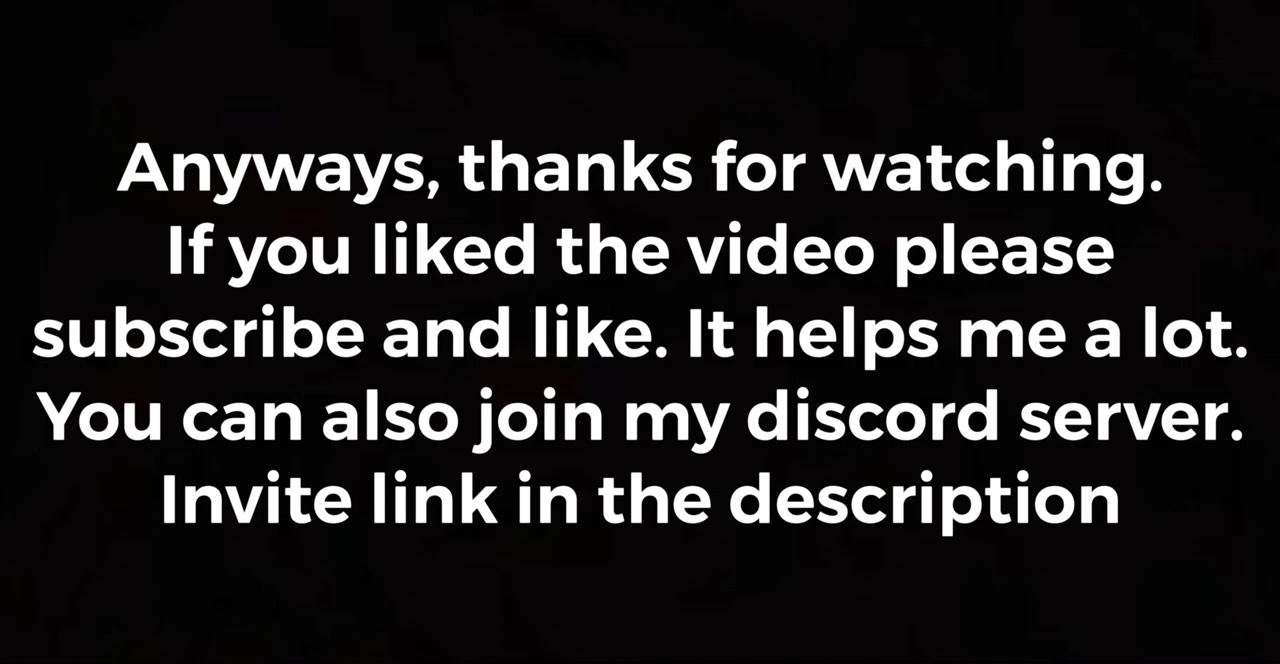 Anyways, thanks for watching.
If you liked the video please
subscribe and like. It helps me a lot.
You can also join my discord server.
Invite link in the description